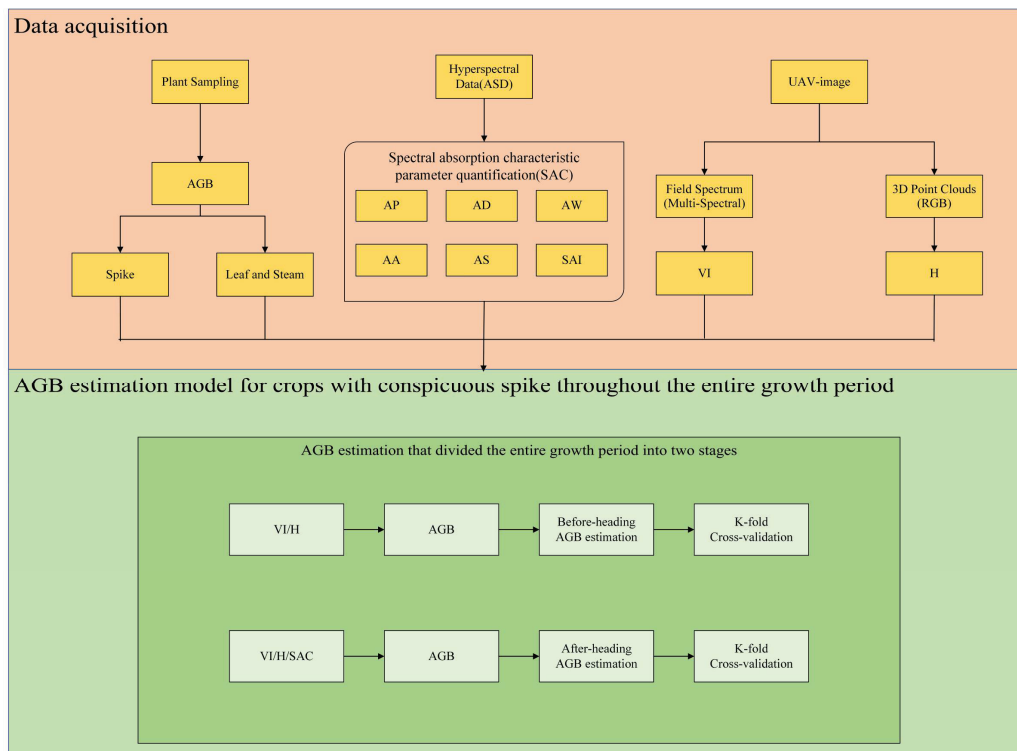 Data acquisition
Plant Sampling
Hyperspectral
Data(ASD)
UAV-image
Spectral absorption characteristic
parameter quantification(SAC)
AGB
AP
AD
AW
Field Spectrum
(Multi-Spectral)
3D Point Clouds
(RGB)
Spike
Leaf and Steam
AA
AS
SAI
VI
H
AGB estimation model for crops with conspicuous spike throughout the entire growth period
AGB estimation that divided the entire growth period into two stages
VI/H
AGB
Before-heading
AGB estimation
K-fold
Cross-validation
VI/H/SAC
AGB
After-heading
AGB estimation
K-fold
Cross-validation